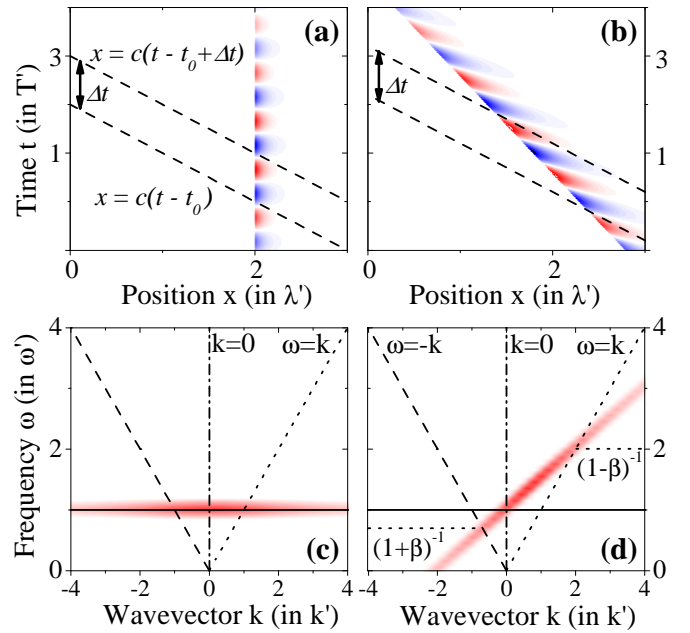 (a)
(b)
x = c(t - t0+Δt)
Δt
Δt
x = c(t - t0)
Time t (in T')
3
1
3
1
0
2
0
2
Position x (in λ')
Position x (in λ')
4
2
0
4
2
0
Frequency ω (in ω')
k=0
ω=k
ω=-k
k=0
ω=k
(1-β)⁻¹
(1+β)⁻¹
(c)
(d)
-4 -2 0 2 4
-4 -2 0 2 4
Wavevector k (in k')
Wavevector k (in k')